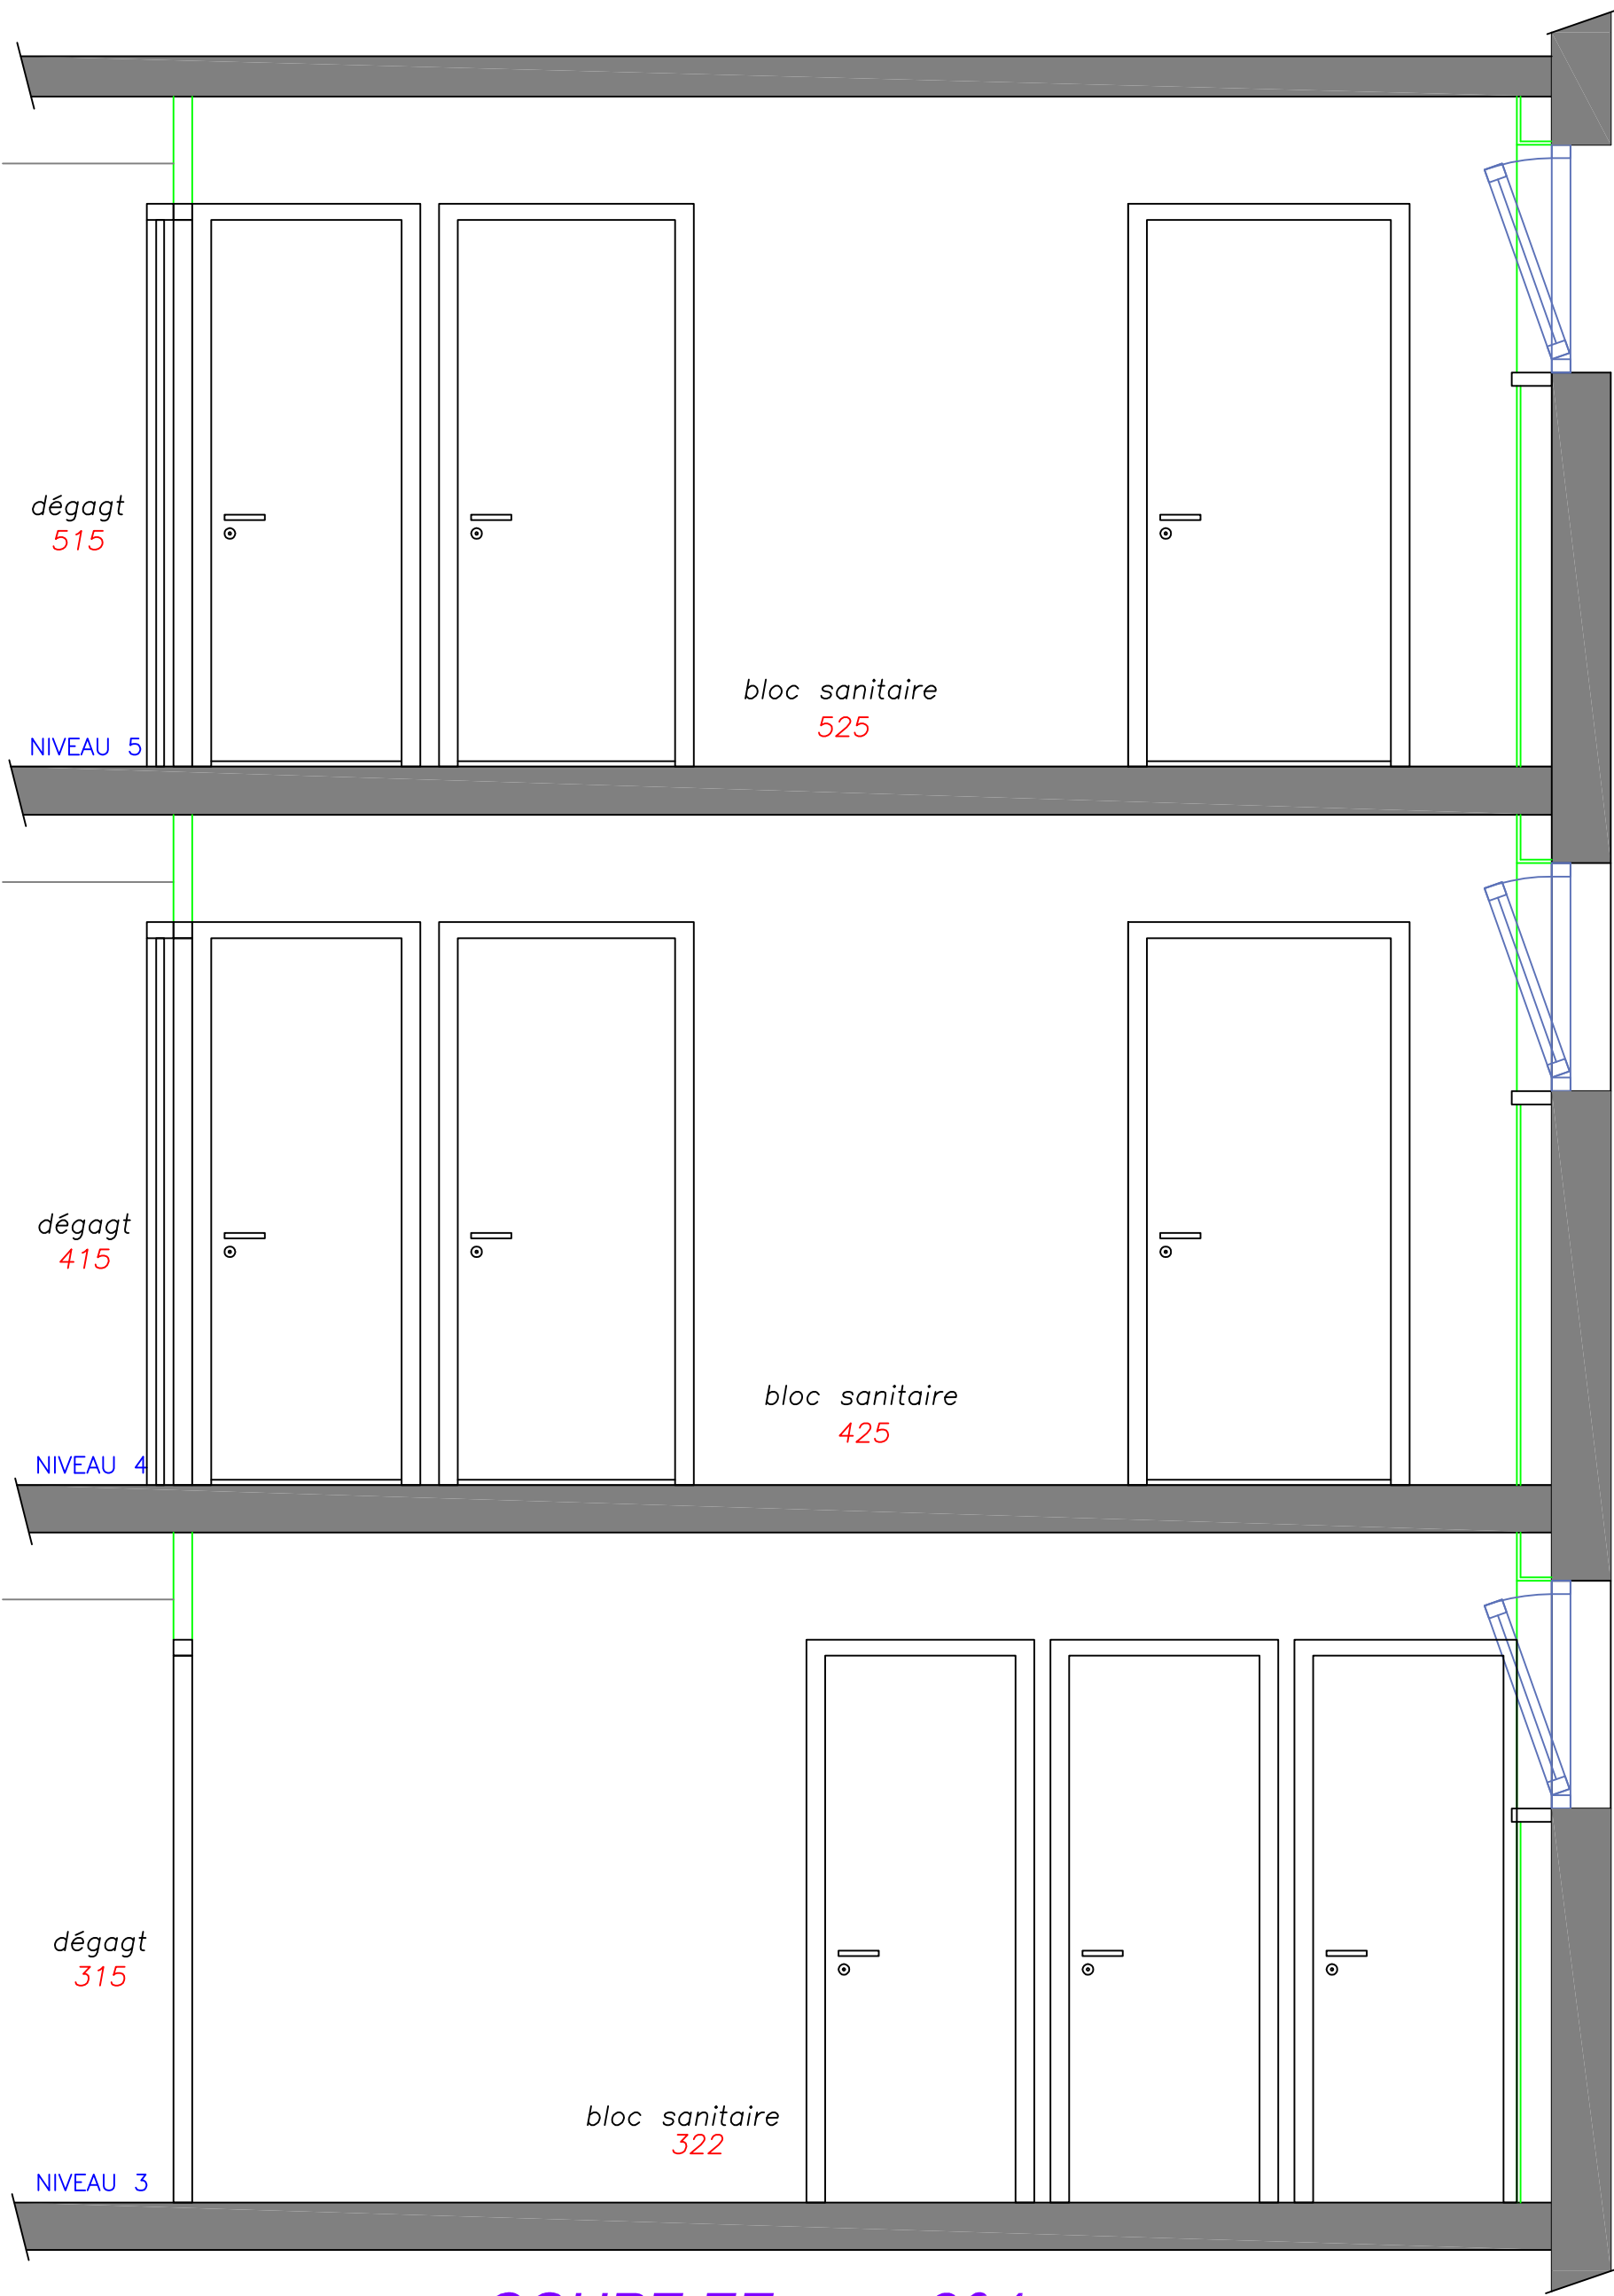 dégagt
515
bloc sanitaire
525
NIVEAU 5
dégagt
415
bloc sanitaire
425
NIVEAU 4
dégagt
315
bloc sanitaire
322
NIVEAU 3